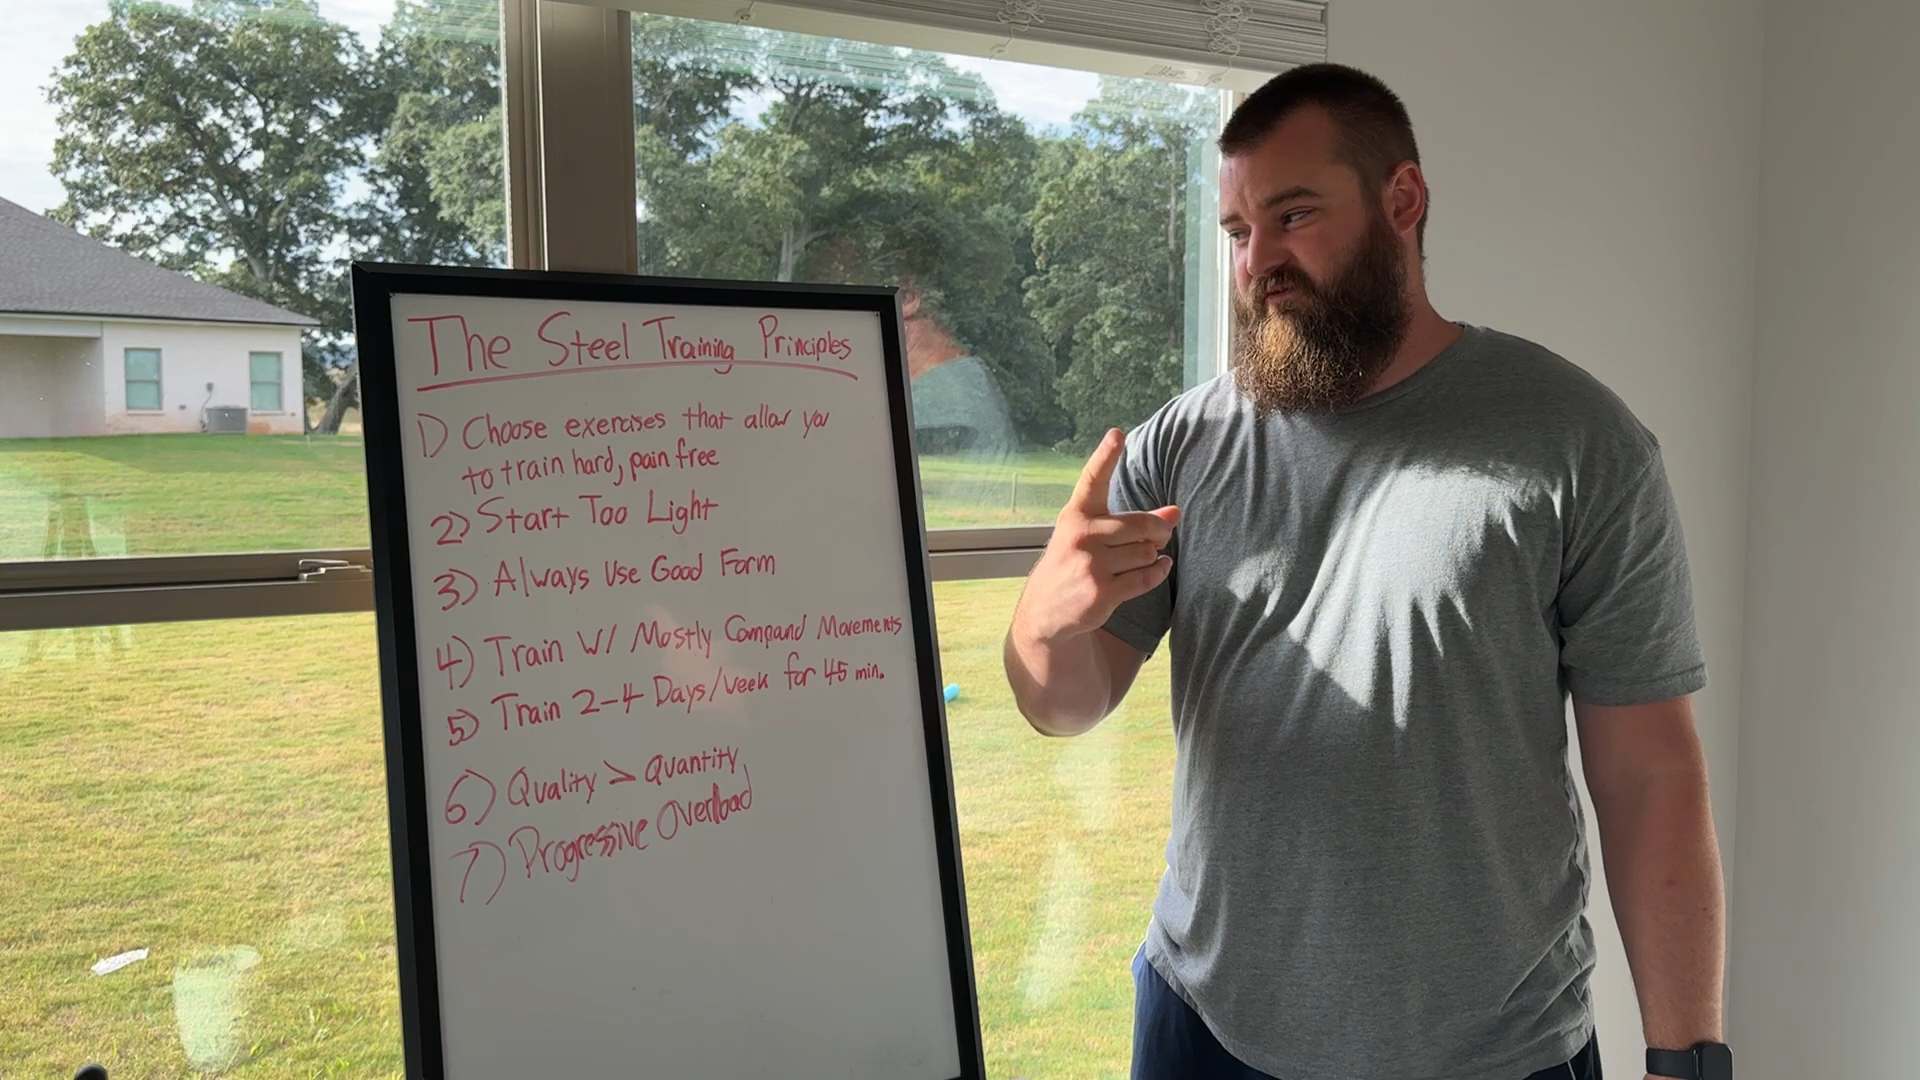 The Steel Training Principles
1) Choose exercises that allow you
to train hard, pain free
2) Start Too Light
3) Always Use Good Form
4) Train W/ Mostly Compound Movements
5) Train 2-4 Days/week for 45 min.
6) Quality > Quantity
7) Progressive Overload